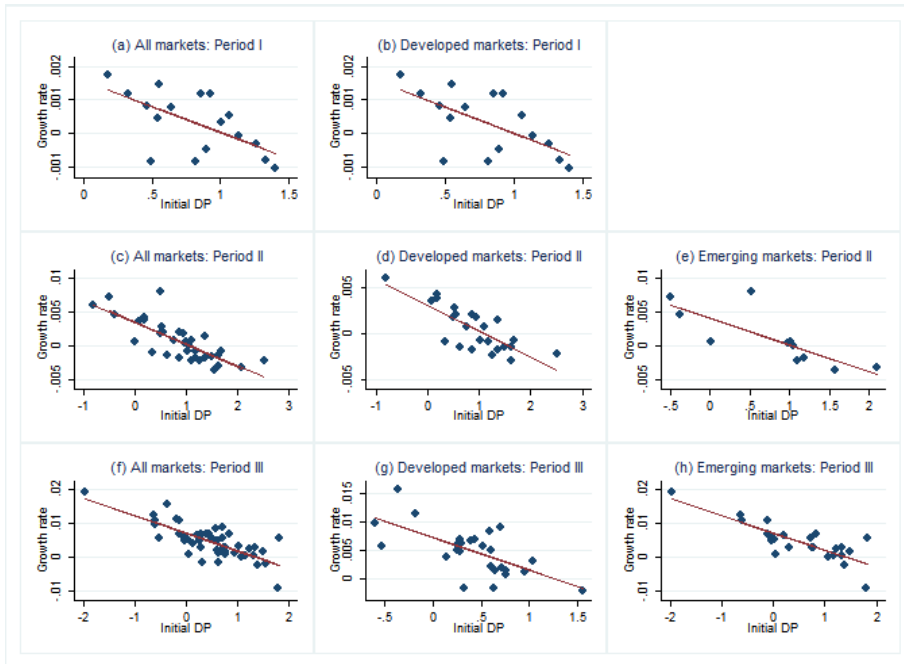 (a) All markets: Period I
Growth rate
.002
.001
0
-.001
0 .5 1 1.5
Initial DP
(b) Developed markets: Period I
Growth rate
.002
.001
0
-.001
0 .5 1 1.5
Initial DP
(c) All markets: Period II
Growth rate
.01
.005
0
-.005
-1 0 1 2 3
Initial DP
(d) Developed markets: Period II
Growth rate
.005
0
-.005
-1 0 1 2 3
Initial DP
(e) Emerging markets: Period II
Growth rate
.01
.005
0
-.005
-.5 0 .5 1 1.5 2
Initial DP
(f) All markets: Period III
Growth rate
.02
.01
0
-.01
-2 -1 0 1 2
Initial DP
(g) Developed markets: Period III
Growth rate
.015
.01
.005
0
-.5 0 .5 1 1.5
Initial DP
(h) Emerging markets: Period III
Growth rate
.02
.01
0
-.01
-2 -1 0 1 2
Initial DP